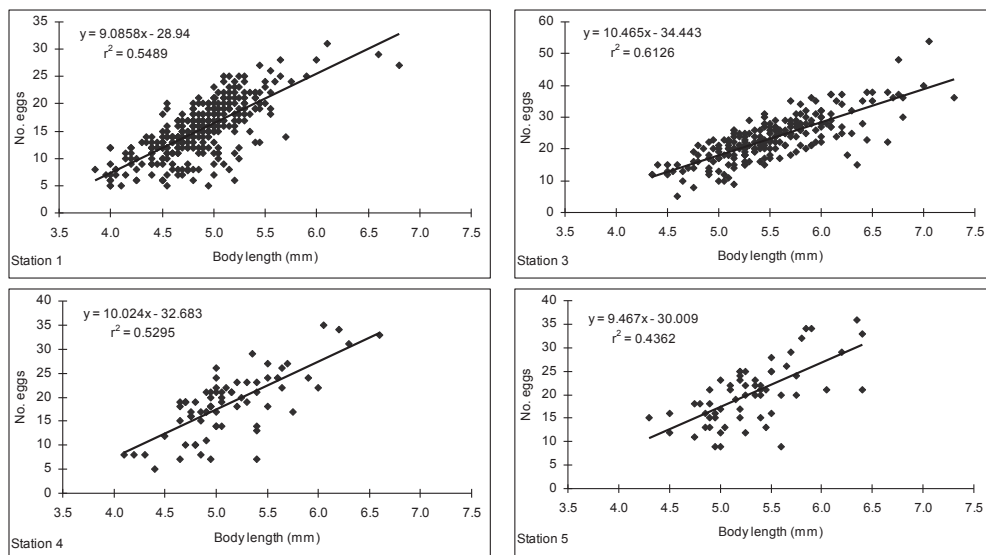 y = 9.0858x - 28.94
r² = 0.5489
No. eggs
35
30
25
20
15
10
5
0
3.5 4.0 4.5 5.0 5.5 6.0 6.5 7.0 7.5
Body length (mm)
Station 1
y = 10.465x - 34.443
r² = 0.6126
No. eggs
60
50
40
30
20
10
0
3.5 4.0 4.5 5.0 5.5 6.0 6.5 7.0 7.5
Body length (mm)
Station 3
y = 10.024x - 32.683
r² = 0.5295
No. eggs
40
35
30
25
20
15
10
5
0
3.5 4.0 4.5 5.0 5.5 6.0 6.5 7.0 7.5
Body length (mm)
Station 4
y = 9.467x - 30.009
r² = 0.4362
No. eggs
40
35
30
25
20
15
10
5
0
3.5 4.0 4.5 5.0 5.5 6.0 6.5 7.0 7.5
Body length (mm)
Station 5